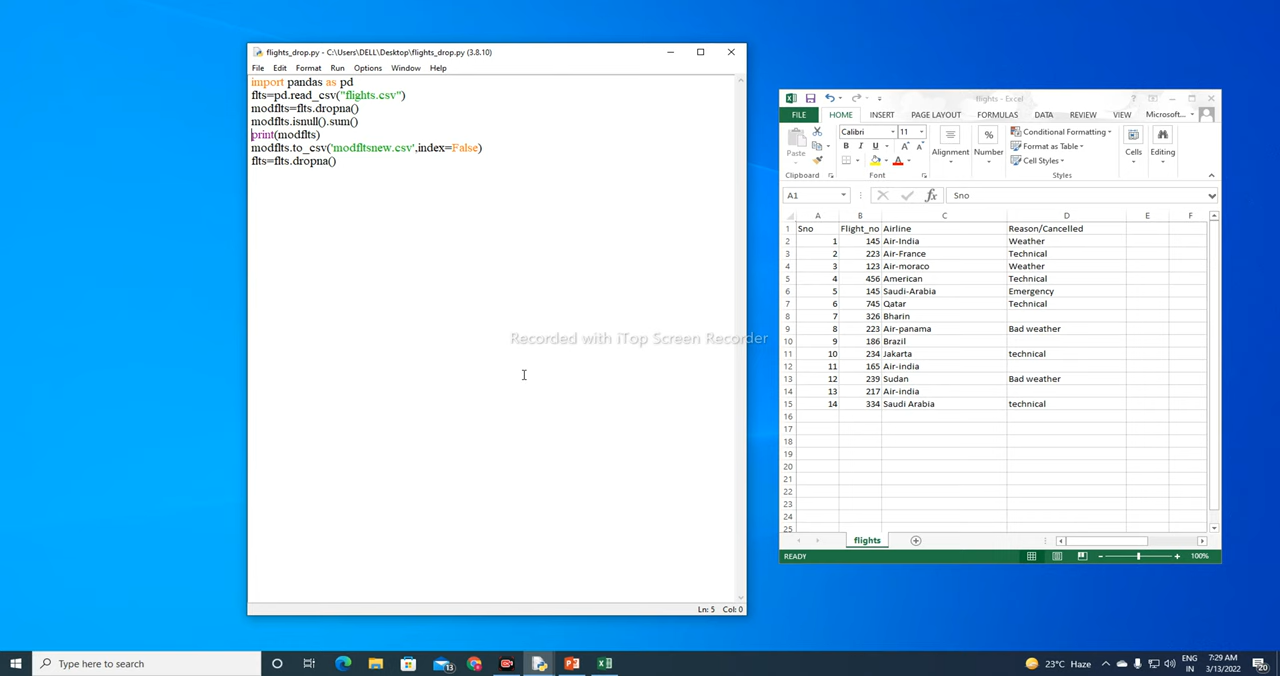 flights_drop.py - C:\Users\DELL\Desktop\flights_drop.py (3.8.10)
File Edit Format Run Options Window Help
import pandas as pd
flts=pd.read_csv("flights.csv")
modflts=flts.dropna()
modflts.isnull().sum()
print(modflts)
modflts.to_csv('modfltsnew.csv',index=False)
flts=flts.dropna()
Ln: 5 Col: 0
Recorded with iTop Screen Recorder
flights - Excel
FILE HOME INSERT PAGE LAYOUT FORMULAS DATA REVIEW VIEW Microsoft...
Paste
Calibri 11
B I U
Alignment
Number
Conditional Formatting
Format as Table
Cell Styles
Cells
Editing
Clipboard Font Styles
A1 fx Sno
A B C D E F
1 Sno Flight_no Airline Reason/Cancelled
2 1 145 Air-India Weather
3 2 223 Air-France Technical
4 3 123 Air-moraco Weather
5 4 456 American Technical
6 5 145 Saudi-Arabia Emergency
7 6 745 Qatar Technical
8 7 326 Bharin
9 8 223 Air-panama Bad weather
10 9 186 Brazil
11 10 234 Jakarta technical
12 11 165 Air-india
13 12 239 Sudan Bad weather
14 13 217 Air-india
15 14 334 Saudi Arabia technical
16
17
18
19
20
21
22
23
24
25
flights
READY 100%
Type here to search
13
23°C Haze
ENG
IN
7:29 AM
3/13/2022
20